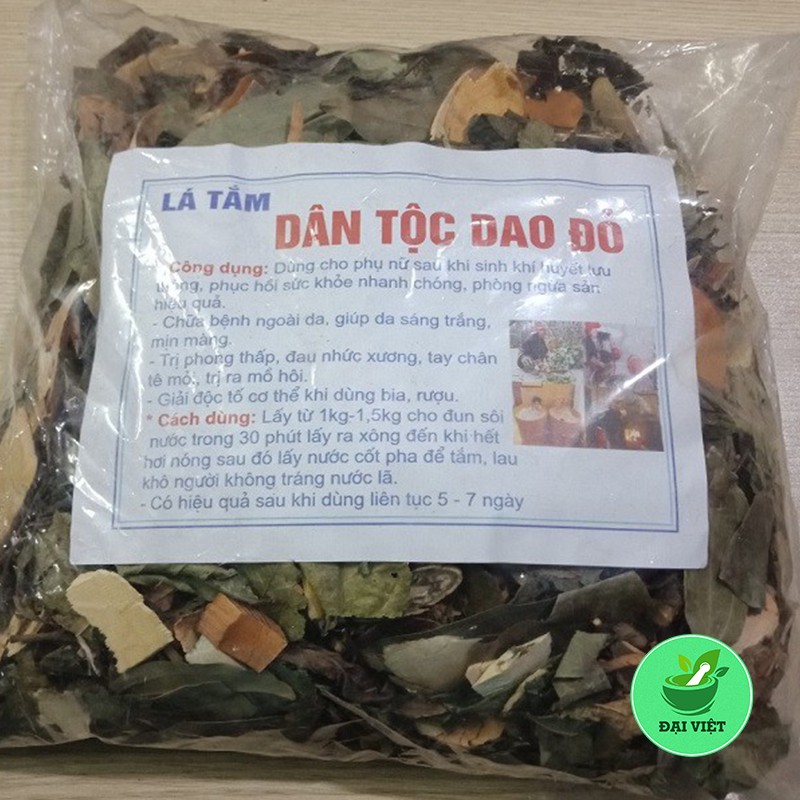 LÁ TẮM
DÂN TỘC DAO ĐỎ
* Công dụng: Dùng cho phụ nữ sau khi sinh khí huyết lưu
thông, phục hồi sức khỏe nhanh chóng, phòng ngừa sản
hiệu quả.
- Chữa bệnh ngoài da, giúp da sáng trắng,
mịn màng.
- Trị phong thấp, đau nhức xương, tay chân
tê mỏi, trị ra mồ hôi.
- Giải độc tố cơ thể khi dùng bia, rượu.
* Cách dùng: Lấy từ 1kg-1,5kg cho đun sôi
nước trong 30 phút lấy ra xông đến khi hết
hơi nóng sau đó lấy nước cốt pha để tắm, lau
khô người không tráng nước lã.
- Có hiệu quả sau khi dùng liên tục 5 - 7 ngày
ĐẠI VIỆT